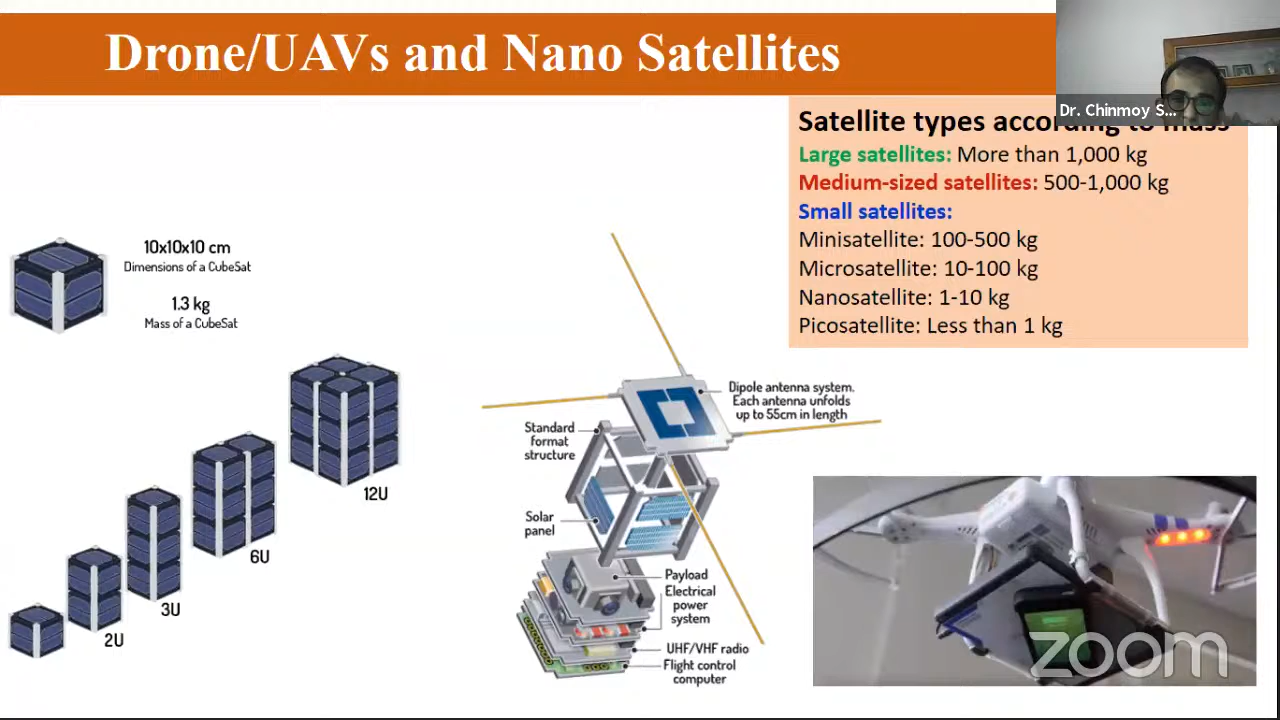 Drone/UAVs and Nano Satellites
Dr. Chinmoy S...
Satellite types according to mass
Large satellites: More than 1,000 kg
Medium-sized satellites: 500-1,000 kg
Small satellites:
Minisatellite: 100-500 kg
Microsatellite: 10-100 kg
Nanosatellite: 1-10 kg
Picosatellite: Less than 1 kg
10x10x10 cm
Dimensions of a CubeSat
1.3 kg
Mass of a CubeSat
2U
3U
6U
12U
Dipole antenna system.
Each antenna unfolds
up to 55cm in length
Standard
format
structure
Solar
panel
Payload
Electrical
power
system
UHF/VHF radio
Flight control
computer
zoom